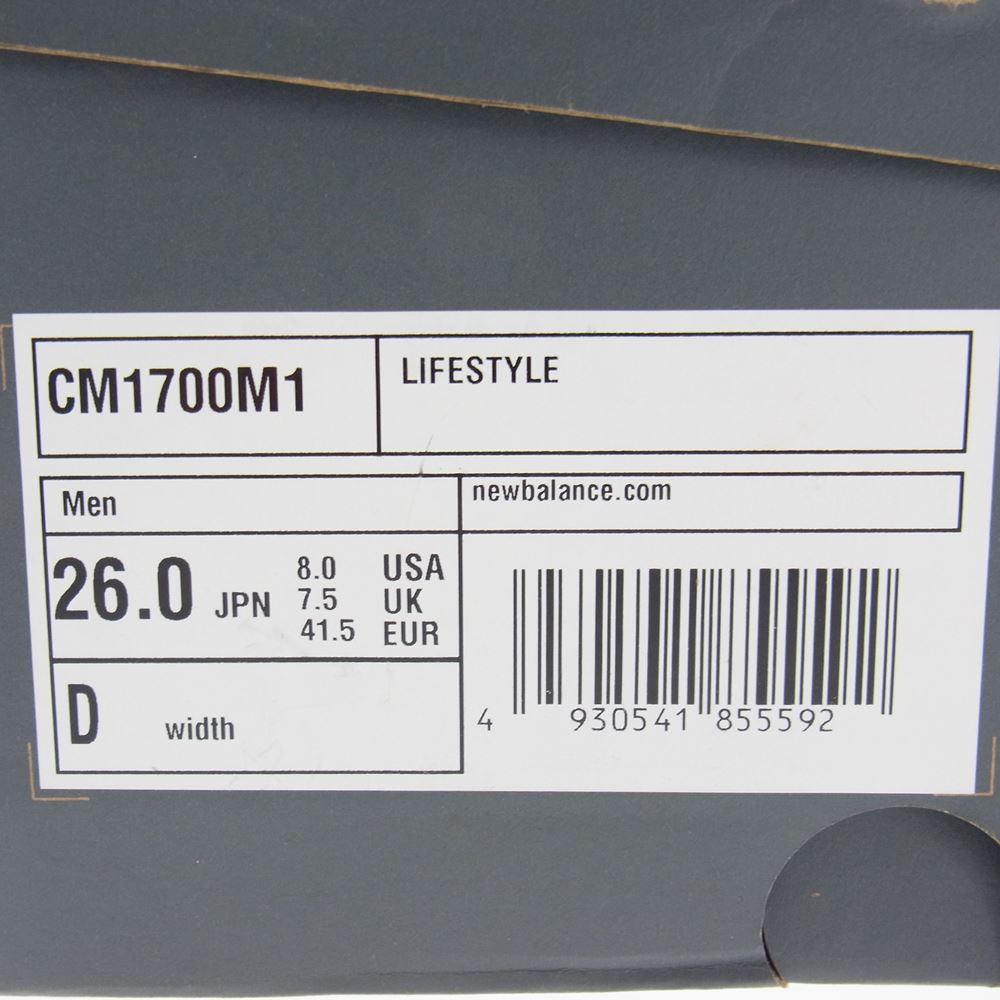 CM1700M1
LIFESTYLE
Men
newbalance.com
26.0 JPN
8.0 USA
7.5 UK
41.5 EUR
D width
4 930541 855592